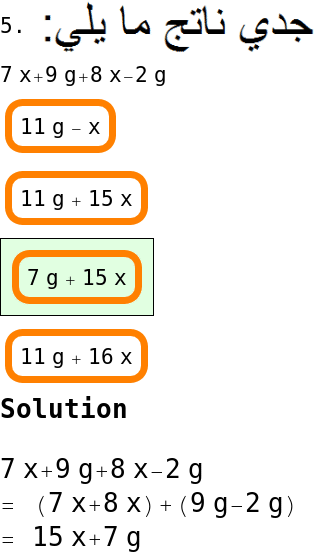 5. جدي ناتج ما يلي:
7 x+9 g+8 x−2 g
11 g − x
11 g + 15 x
7 g + 15 x
11 g + 16 x
Solution
7 x+9 g+8 x−2 g
= (7 x+8 x) + (9 g−2 g)
= 15 x+7 g